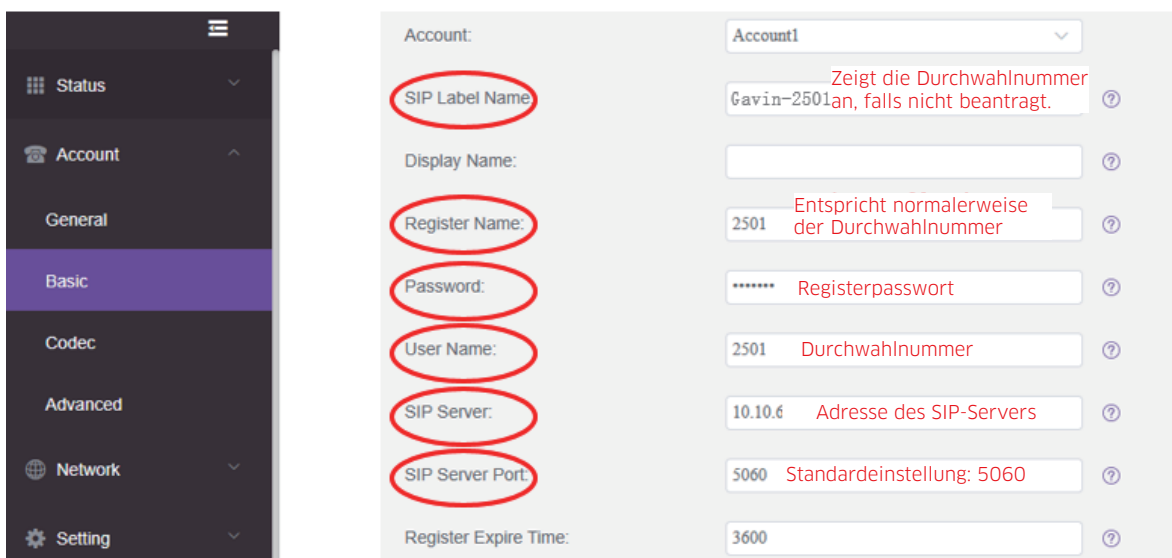 Status
Account
General
Basic
Codec
Advanced
Network
Setting
Account: Account1
SIP Label Name: Gavin-2501 Zeigt die Durchwahlnummer
an, falls nicht beantragt.
Display Name:
Register Name: 2501 Entspricht normalerweise
der Durchwahlnummer
Password: ••••••• Registerpasswort
User Name: 2501 Durchwahlnummer
SIP Server: 10.10.6 Adresse des SIP-Servers
SIP Server Port: 5060 Standardeinstellung: 5060
Register Expire Time: 3600